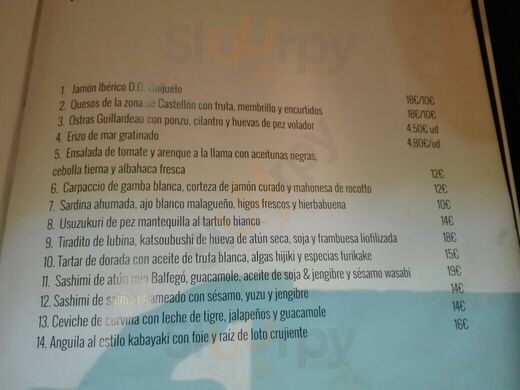 Sluurpy
1. Jamón Ibérico D.O. Guijuelo 18€/10€
2. Quesos de la zona de Castellón con fruta, membrillo y encurtidos 18€/10€
3. Ostras Guillardeau con ponzu, cilantro y huevas de pez volador 4,50€ ud
4. Erizo de mar gratinado 4,80€/ud
5. Ensalada de tomate y arenque a la llama con aceitunas negras,
cebolla tierna y albahaca fresca 12€
6. Carpaccio de gamba blanca, corteza de jamón curado y mahonesa de rocotto 12€
7. Sardina ahumada, ajo blanco malagueño, higos frescos y hierbabuena 10€
8. Usuzukuri de pez mantequilla al tartufo bianco 14€
9. Tiradito de lubina, katsoubushi de hueva de atún seca, soja y frambuesa liofilizada 18€
10. Tartar de dorada con aceite de trufa blanca, algas hijiki y especias furikake 15€
11. Sashimi de atún rojo Balfegó, guacamole, aceite de soja & jengibre y sésamo wasabi 19€
12. Sashimi de salmón flameado con sésamo, yuzu y jengibre 14€
13. Ceviche de corvina con leche de tigre, jalapeños y guacamole 14€
14. Anguila al estilo kabayaki con foie y raíz de loto crujiente 16€
Sluurpy